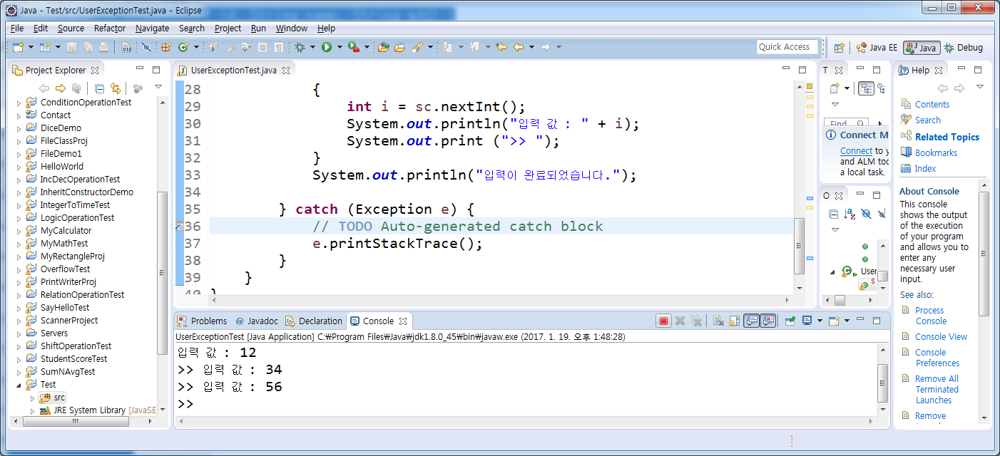 Java - Test/src/UserExceptionTest.java - Eclipse
File Edit Source Refactor Navigate Search Project Run Window Help
Quick Access
Java EE
Java
Debug
Project Explorer
ConditionOperationTest
Contact
DiceDemo
FileClassProj
FileDemo1
HelloWorld
IncDecOperationTest
InheritConstructorDemo
IntegerToTimeTest
LogicOperationTest
MyCalculator
MyMathTest
MyRectangleProj
OverflowTest
PrintWriterProj
RelationOperationTest
SayHelloTest
ScannerProject
Servers
ShiftOperationTest
StudentScoreTest
SumNAvgTest
Test
src
JRE System Library [JavaSE
UserExceptionTest.java
28 {
29 int i = sc.nextInt();
30 System.out.println("입력 값 : " + i);
31 System.out.print (">> ");
32 }
33 System.out.println("입력이 완료되었습니다.");
34
35 } catch (Exception e) {
36 // TODO Auto-generated catch block
37 e.printStackTrace();
38 }
39 }
40 }
Problems @ Javadoc Declaration Console
UserExceptionTest [Java Application] C:₩Program Files₩Java₩jdk1.8.0_45₩bin₩javaw.exe (2017. 1. 19. 오후 1:48:28)
입력 값 : 12
>> 입력 값 : 34
>> 입력 값 : 56
>>
T
Find
Connect M
Connect to y
and ALM too
a local task.
O
User
S
Help
Contents
Search
Related Topics
Bookmarks
Index
About Console
This console
shows the output
of the execution
of your program
and allows you to
enter any
necessary user
input.
See also:
Process
Console
Console View
Console
Preferences
Remove All
Terminated
Launches
Remove